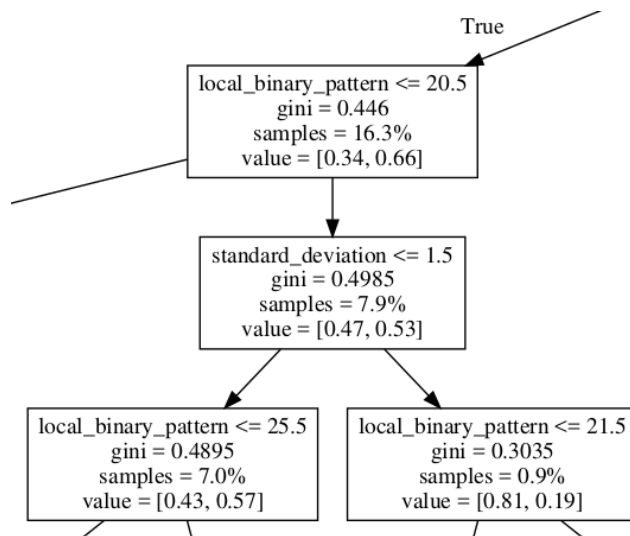 True
local_binary_pattern <= 20.5
gini = 0.446
samples = 16.3%
value = [0.34, 0.66]
standard_deviation <= 1.5
gini = 0.4985
samples = 7.9%
value = [0.47, 0.53]
local_binary_pattern <= 25.5
gini = 0.4895
samples = 7.0%
value = [0.43, 0.57]
local_binary_pattern <= 21.5
gini = 0.3035
samples = 0.9%
value = [0.81, 0.19]